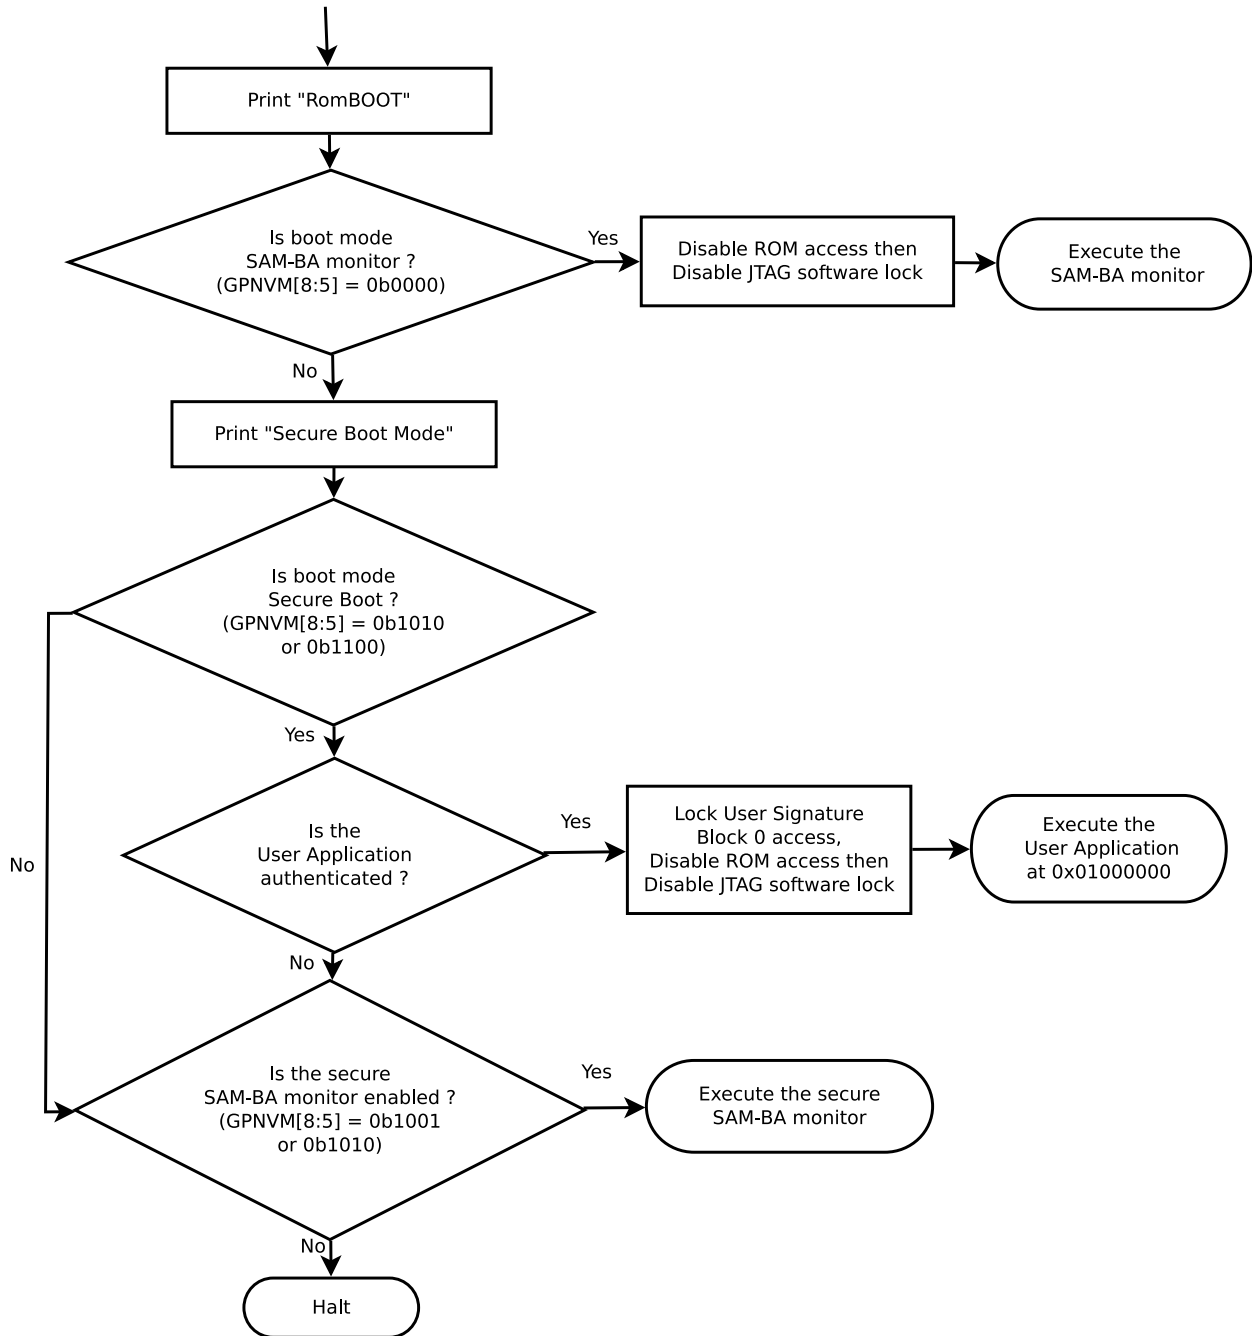 Print "RomBOOT"
Is boot mode
SAM-BA monitor ?
(GPNVM[8:5] = 0b0000)
Yes
Disable ROM access then
Disable JTAG software lock
Execute the
SAM-BA monitor
No
Print "Secure Boot Mode"
Is boot mode
Secure Boot ?
(GPNVM[8:5] = 0b1010
or 0b1100)
Yes
Is the
User Application
authenticated ?
Yes
Lock User Signature
Block 0 access,
Disable ROM access then
Disable JTAG software lock
Execute the
User Application
at 0x01000000
No
No
Is the secure
SAM-BA monitor enabled ?
(GPNVM[8:5] = 0b1001
or 0b1010)
Yes
Execute the secure
SAM-BA monitor
No
Halt